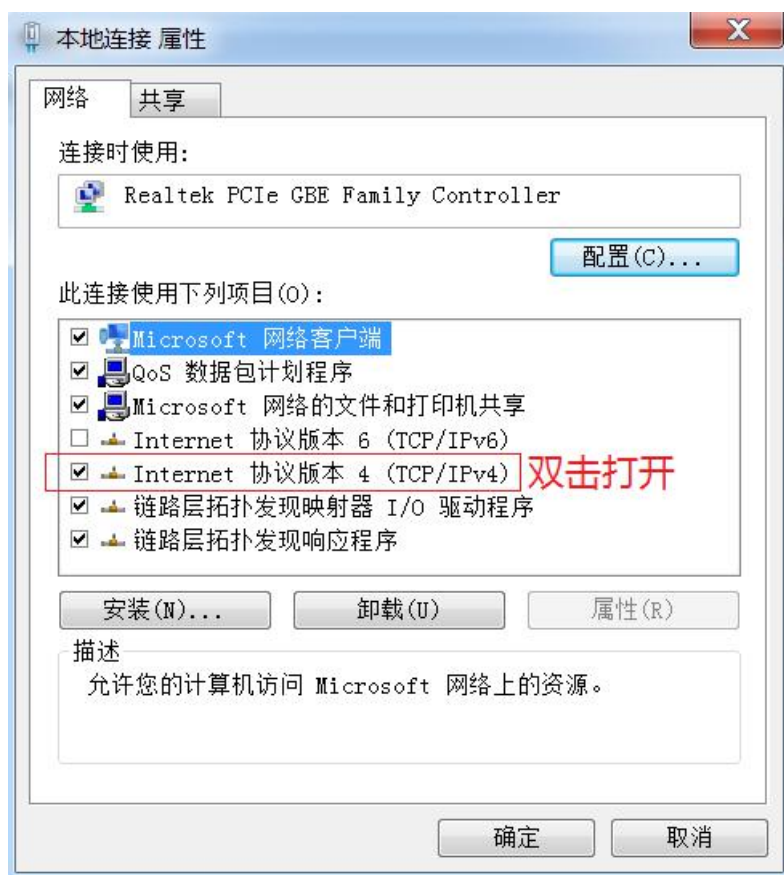 本地连接 属性
网络 共享
连接时使用:
Realtek PCIe GBE Family Controller
配置(C)...
此连接使用下列项目(O):
Microsoft 网络客户端
QoS 数据包计划程序
Microsoft 网络的文件和打印机共享
Internet 协议版本 6 (TCP/IPv6)
Internet 协议版本 4 (TCP/IPv4) 双击打开
链路层拓扑发现映射器 I/O 驱动程序
链路层拓扑发现响应程序
安装(N)... 卸载(U) 属性(R)
描述
允许您的计算机访问 Microsoft 网络上的资源。
确定 取消